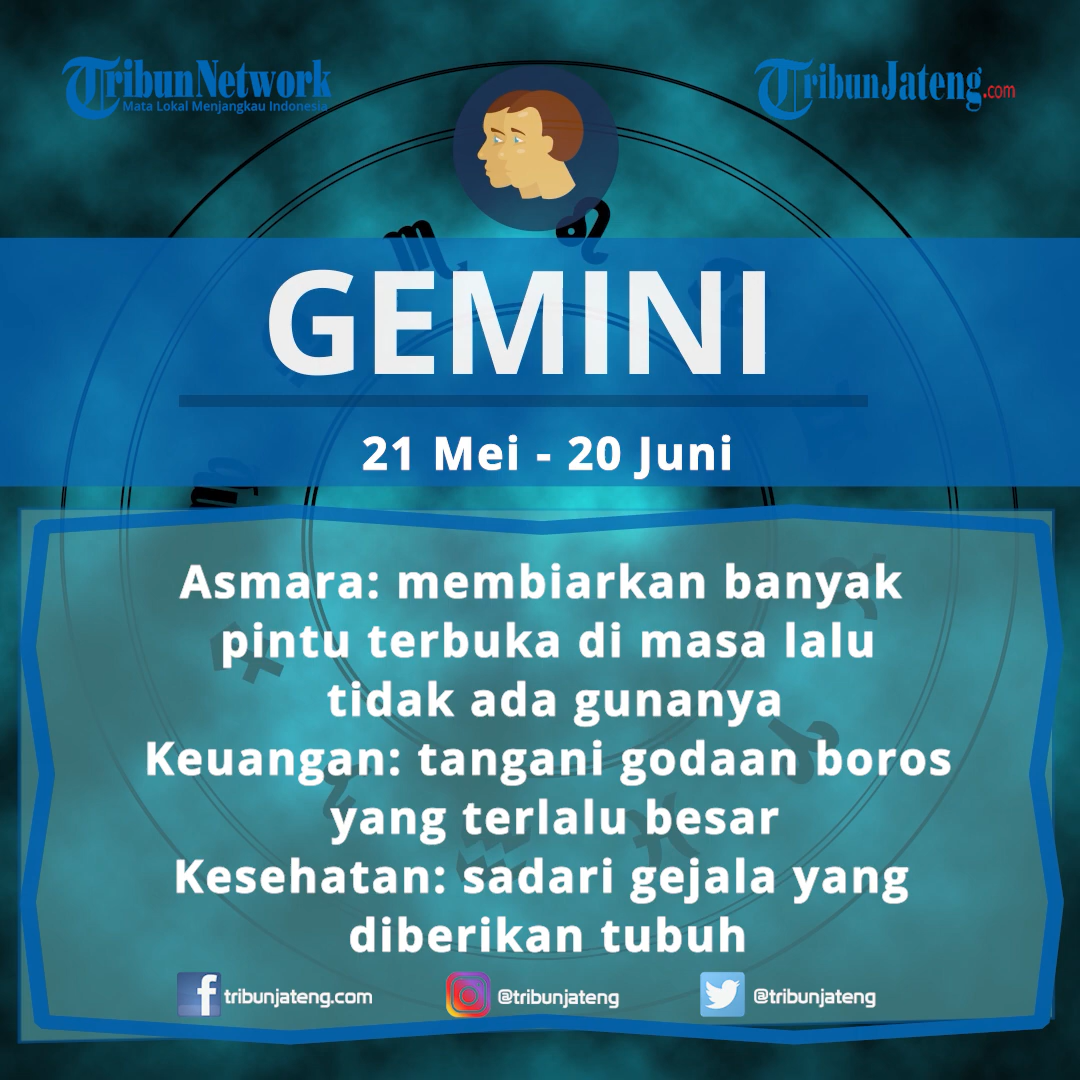 TribunNetwork
Mata Lokal Menjangkau Indonesia
TribunJateng.com
GEMINI
21 Mei - 20 Juni
Asmara: membiarkan banyak
pintu terbuka di masa lalu
tidak ada gunanya
Keuangan: tangani godaan boros
yang terlalu besar
Kesehatan: sadari gejala yang
diberikan tubuh
tribunjateng.com
@tribunjateng
@tribunjateng